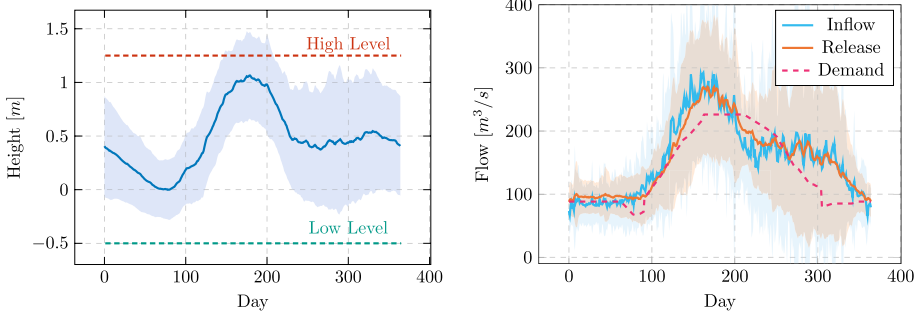 1.5
1
0.5
0
−0.5
0
100
200
300
400
Height [m]
Day
High Level
Low Level
400
300
200
100
0
0
100
200
300
400
Flow [m³/s]
Day
Inflow
Release
Demand